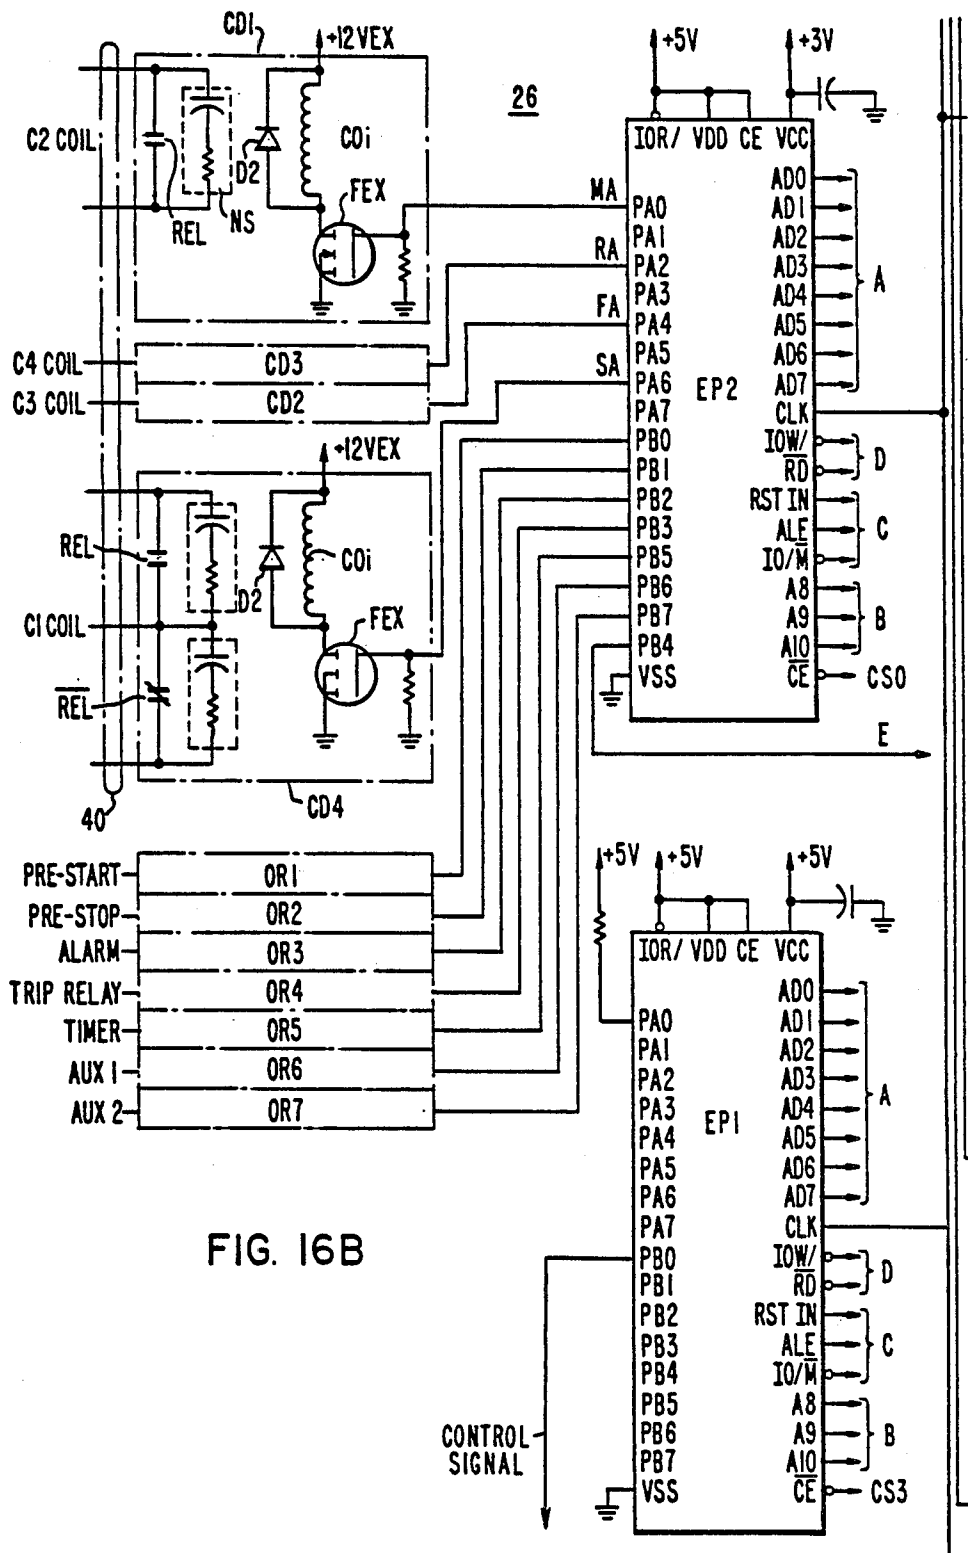 CD1
+12VEX
C2 COIL
REL
NS
D2
COi
FEX
26
C4 COIL
CD3
C3 COIL
CD2
MA
RA
FA
SA
+12VEX
REL
C1 COIL
REL
D2
COi
FEX
40
CD4
PRE-START
OR1
PRE-STOP
OR2
ALARM
OR3
TRIP RELAY
OR4
TIMER
OR5
AUX 1
OR6
AUX 2
OR7
+5V
+3V
IOR/ VDD CE VCC
PA0
PA1
PA2
PA3
PA4
PA5
PA6
PA7
PB0
PB1
PB2
PB3
PB5
PB6
PB7
PB4
VSS
EP2
AD0
AD1
AD2
AD3
AD4
AD5
AD6
AD7
CLK
IOW/
RD
RST IN
ALE
IO/M
A8
A9
A10
CE
A
D
C
B
CS0
E
+5V
+5V
+5V
IOR/ VDD CE VCC
PA0
PA1
PA2
PA3
PA4
PA5
PA6
PA7
PB0
PB1
PB2
PB3
PB4
PB5
PB6
PB7
VSS
EP1
AD0
AD1
AD2
AD3
AD4
AD5
AD6
AD7
CLK
IOW/
RD
RST IN
ALE
IO/M
A8
A9
A10
CE
A
D
C
B
CS3
CONTROL
SIGNAL
FIG. 16B